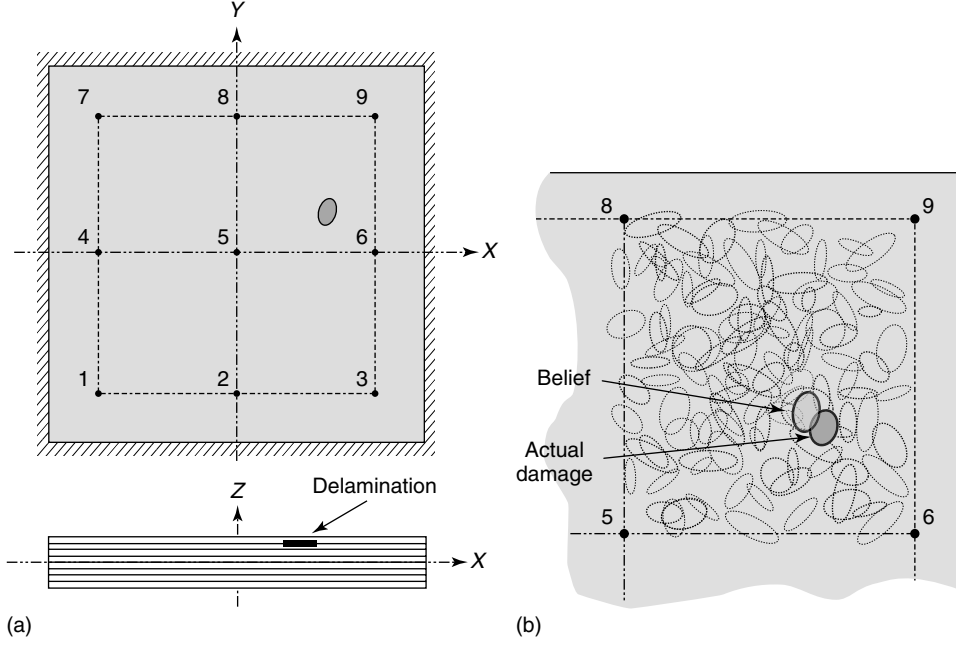 Y
7 8 9
4 5 6 X
1 2 3
Z
Delamination
X
(a)
8 9
Belief
Actual
damage
5 6
(b)